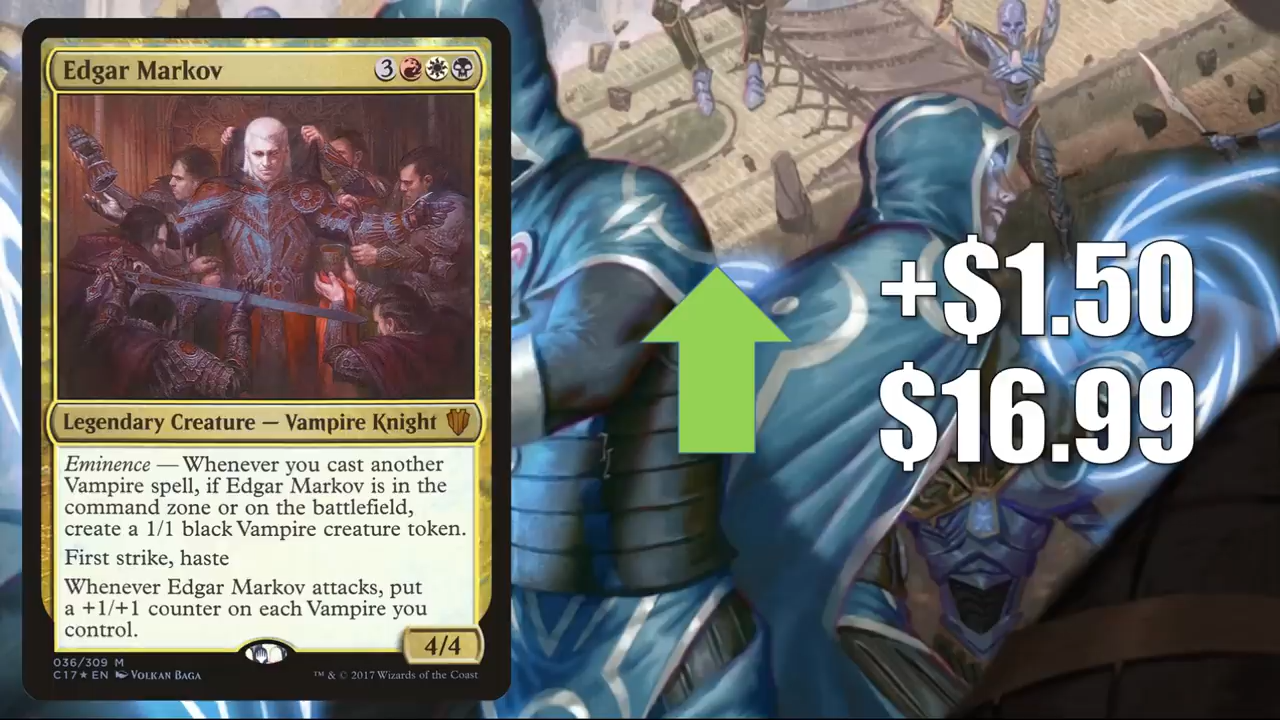 Edgar Markov
3
Legendary Creature — Vampire Knight
Eminence — Whenever you cast another
Vampire spell, if Edgar Markov is in the
command zone or on the battlefield,
create a 1/1 black Vampire creature token.
First strike, haste
Whenever Edgar Markov attacks, put
a +1/+1 counter on each Vampire you
control.
4/4
036/309 M
C17★EN VOLKAN BAGA
™ & © 2017 Wizards of the Coast
+$1.50
$16.99